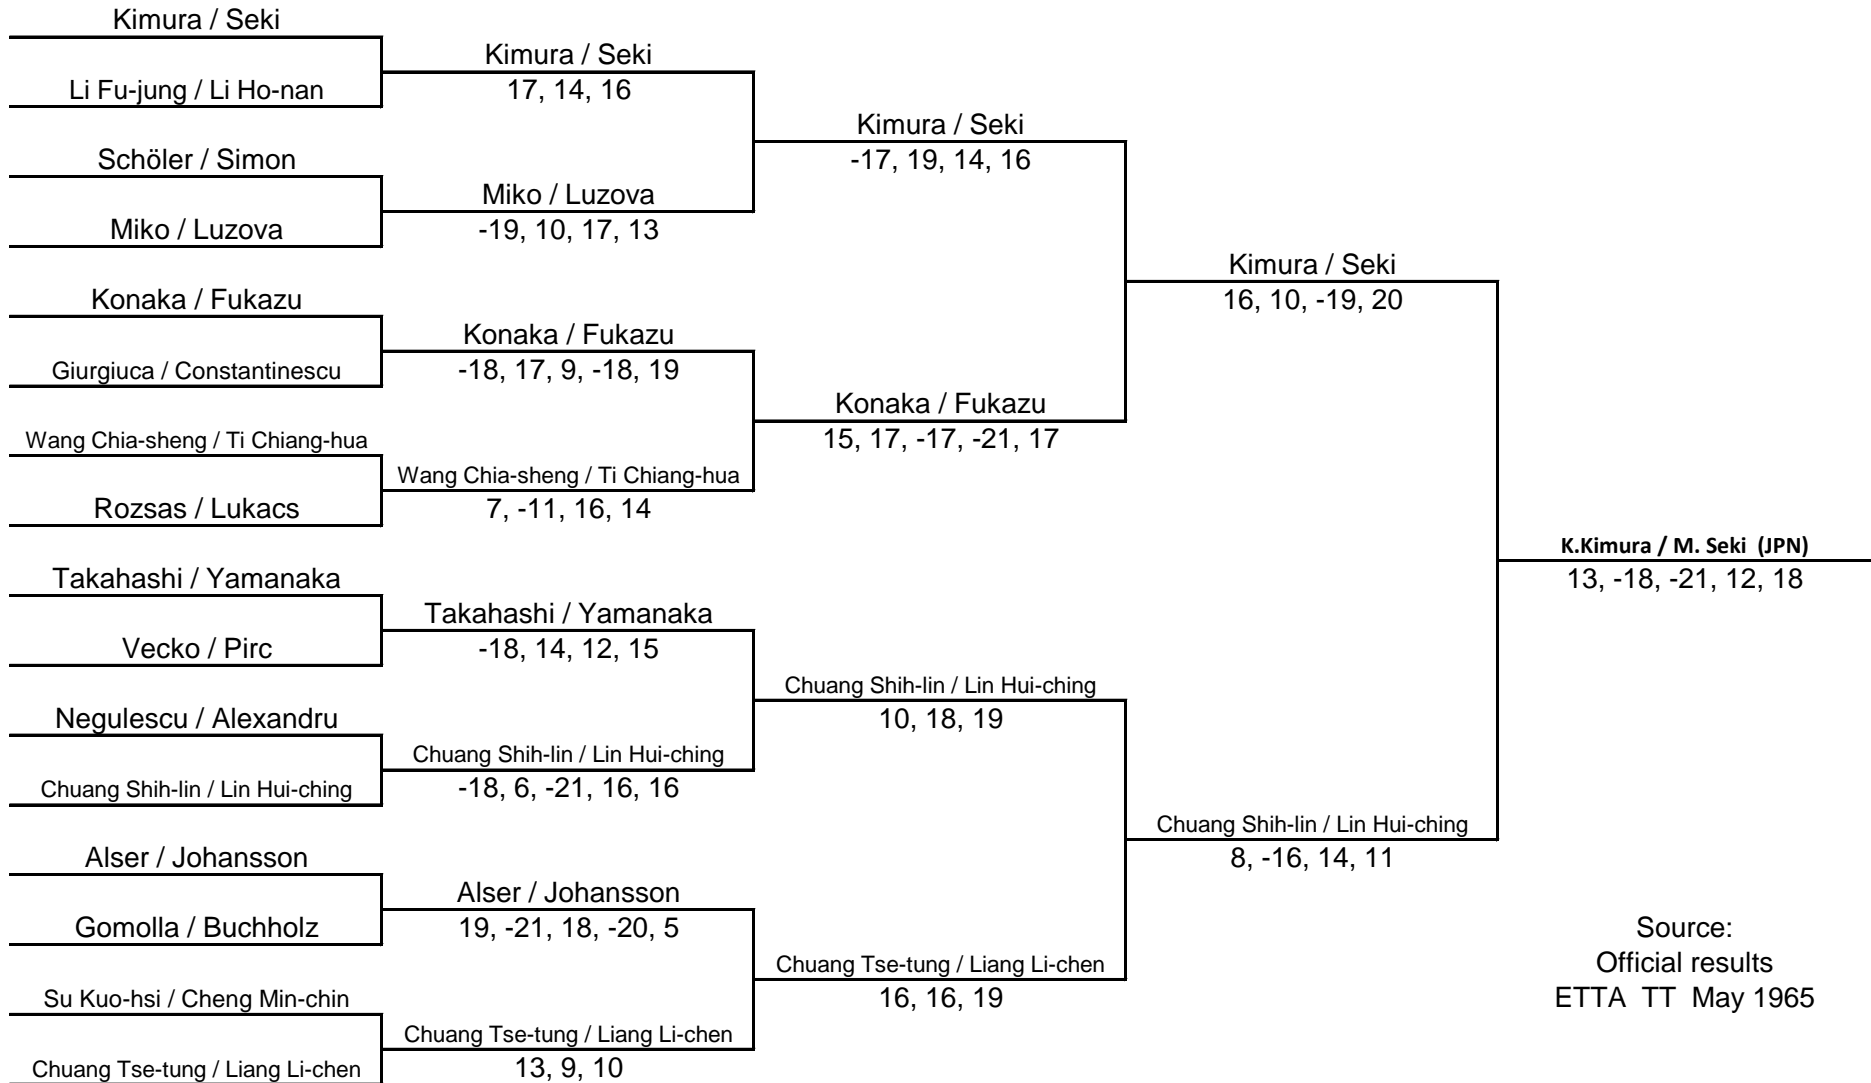 Kimura / Seki
Li Fu-jung / Li Ho-nan
Schöler / Simon
Miko / Luzova
Konaka / Fukazu
Giurgiuca / Constantinescu
Wang Chia-sheng / Ti Chiang-hua
Rozsas / Lukacs
Takahashi / Yamanaka
Vecko / Pirc
Negulescu / Alexandru
Chuang Shih-lin / Lin Hui-ching
Alser / Johansson
Gomolla / Buchholz
Su Kuo-hsi / Cheng Min-chin
Chuang Tse-tung / Liang Li-chen
Kimura / Seki
17, 14, 16
Miko / Luzova
-19, 10, 17, 13
Konaka / Fukazu
-18, 17, 9, -18, 19
Wang Chia-sheng / Ti Chiang-hua
7, -11, 16, 14
Takahashi / Yamanaka
-18, 14, 12, 15
Chuang Shih-lin / Lin Hui-ching
-18, 6, -21, 16, 16
Alser / Johansson
19, -21, 18, -20, 5
Chuang Tse-tung / Liang Li-chen
13, 9, 10
Kimura / Seki
-17, 19, 14, 16
Konaka / Fukazu
15, 17, -17, -21, 17
Chuang Shih-lin / Lin Hui-ching
10, 18, 19
Chuang Tse-tung / Liang Li-chen
16, 16, 19
Kimura / Seki
16, 10, -19, 20
Chuang Shih-lin / Lin Hui-ching
8, -16, 14, 11
K.Kimura / M. Seki (JPN)
13, -18, -21, 12, 18
Source:
Official results
ETTA TT May 1965